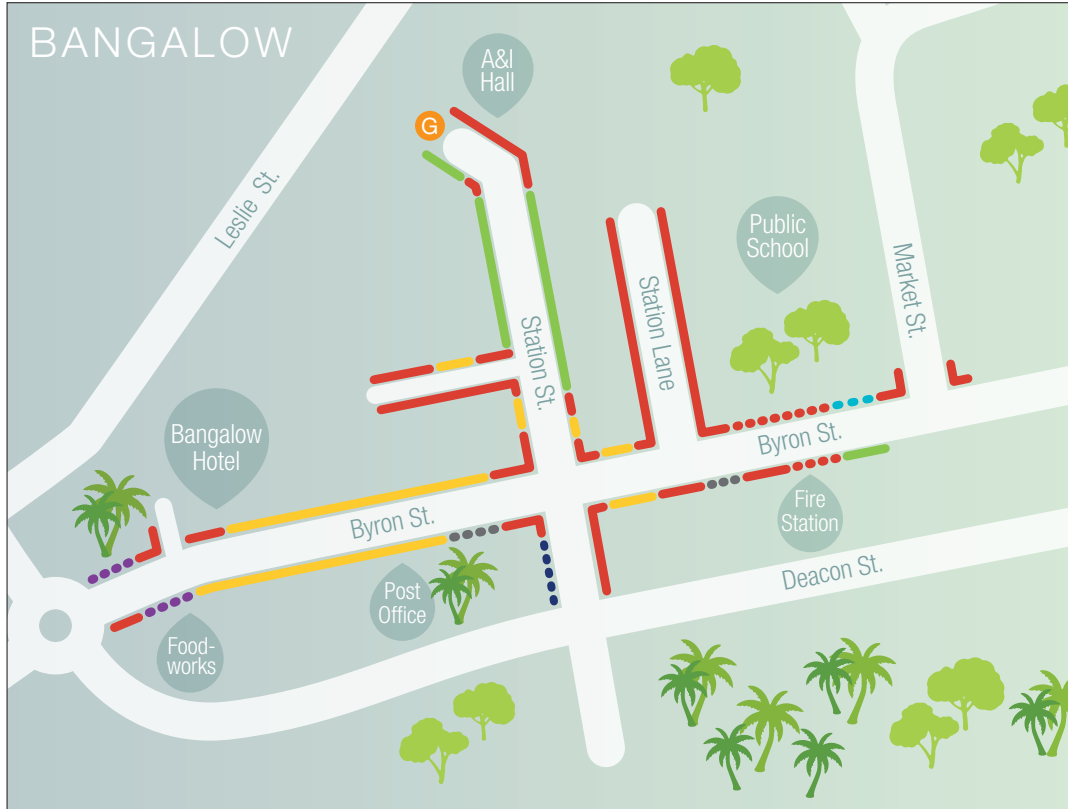 BANGALOW
A&I
Hall
G
Leslie St.
Public
School
Market St.
Station St.
Station Lane
Bangalow
Hotel
Byron St.
Byron St.
Fire
Station
Post
Office
Deacon St.
Food-
works